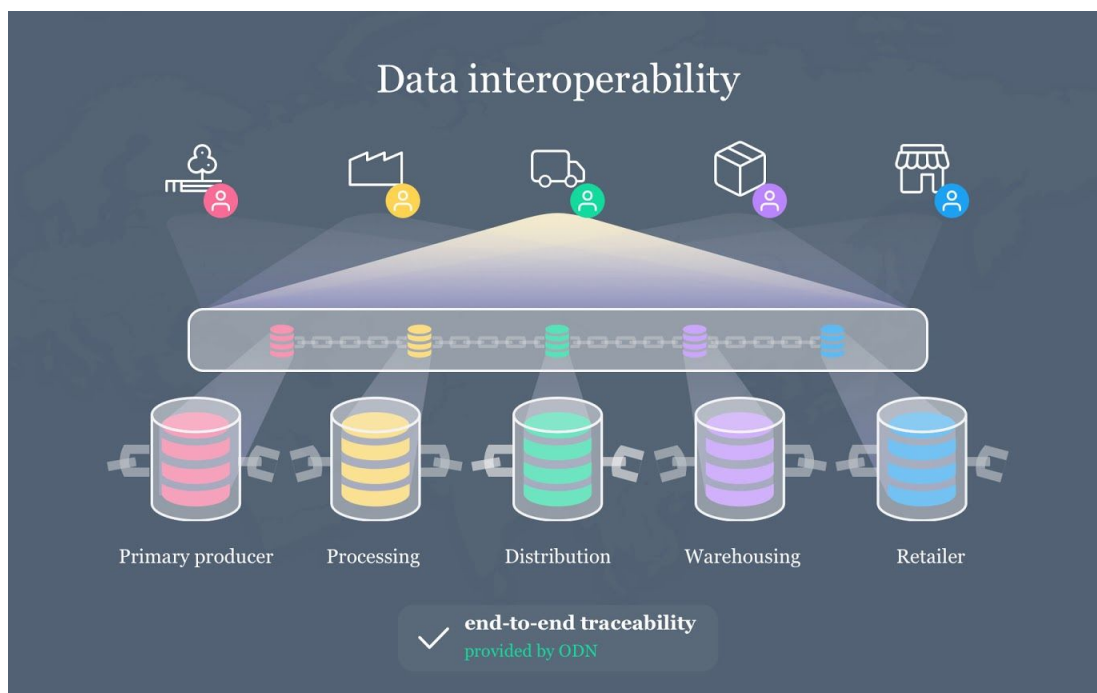 Data interoperability
Primary producer
Processing
Distribution
Warehousing
Retailer
end-to-end traceability
provided by ODN